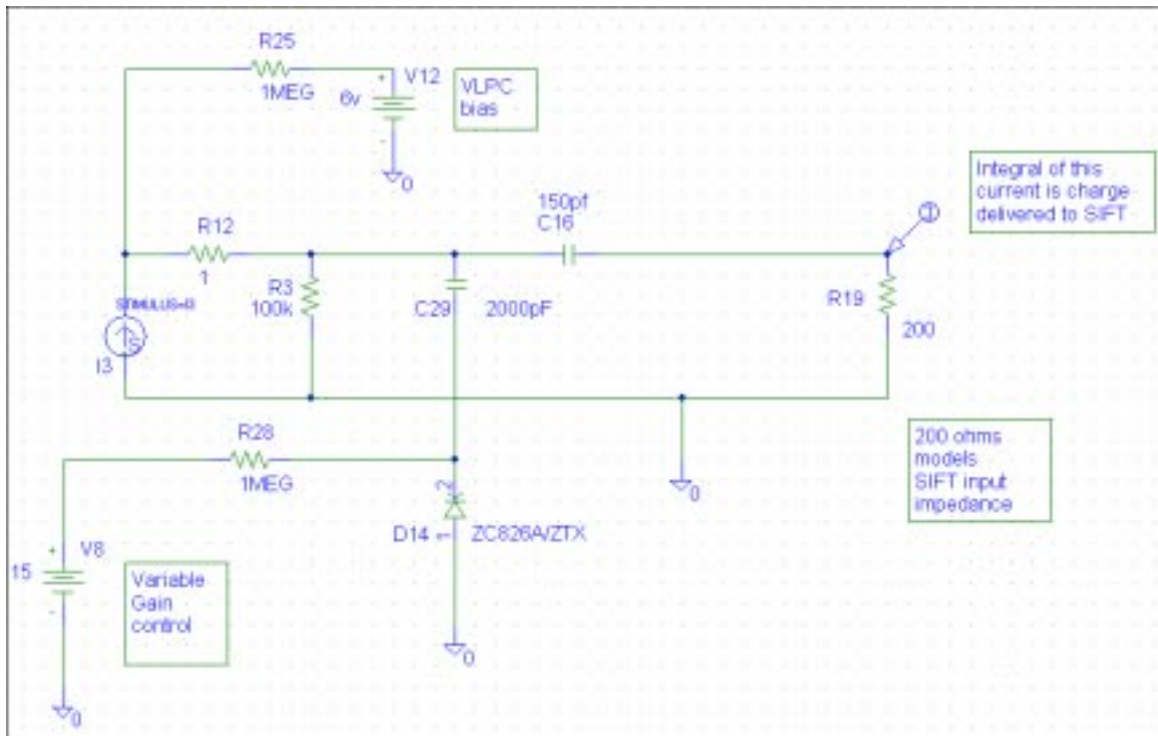 R25
1MEG
V12
+
6v
-
VLPC
bias
0
Integral of this
current is charge
delivered to SIFT
150pf
C16
I
R12
1
R3
100k
C29
2000pF
R19
200
I3
0
200 ohms
models
SIFT input
impedance
R28
1MEG
2
D14
1
ZC826A/ZTX
+
V8
15
-
Variable
Gain
control
0
0